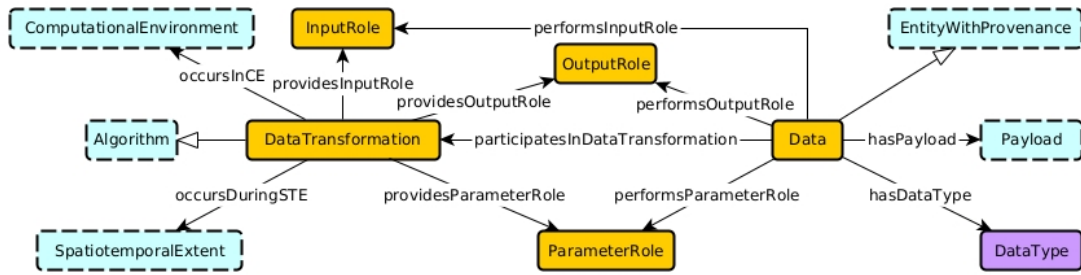 ComputationalEnvironment
InputRole
performsInputRole
EntityWithProvenance
OutputRole
occursInCE
providesInputRole
providesOutputRole
performsOutputRole
Algorithm
DataTransformation
participatesInDataTransformation
Data
hasPayload
Payload
occursDuringSTE
providesParameterRole
performsParameterRole
hasDataType
SpatiotemporalExtent
ParameterRole
DataType